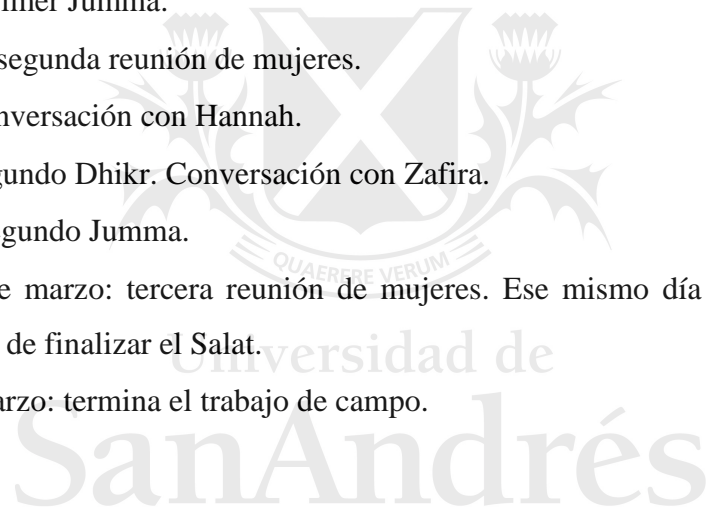 imer Jumma.
segunda reunión de mujeres.
nversación con Hannah.
gundo Dhikr. Conversación con Zafira.
egundo Jumma.
e marzo: tercera reunión de mujeres. Ese mismo día
QUAERERE VERUM
de finalizar el Salat.
Universidad de
arzo: termina el trabajo de campo.
SanAndrés